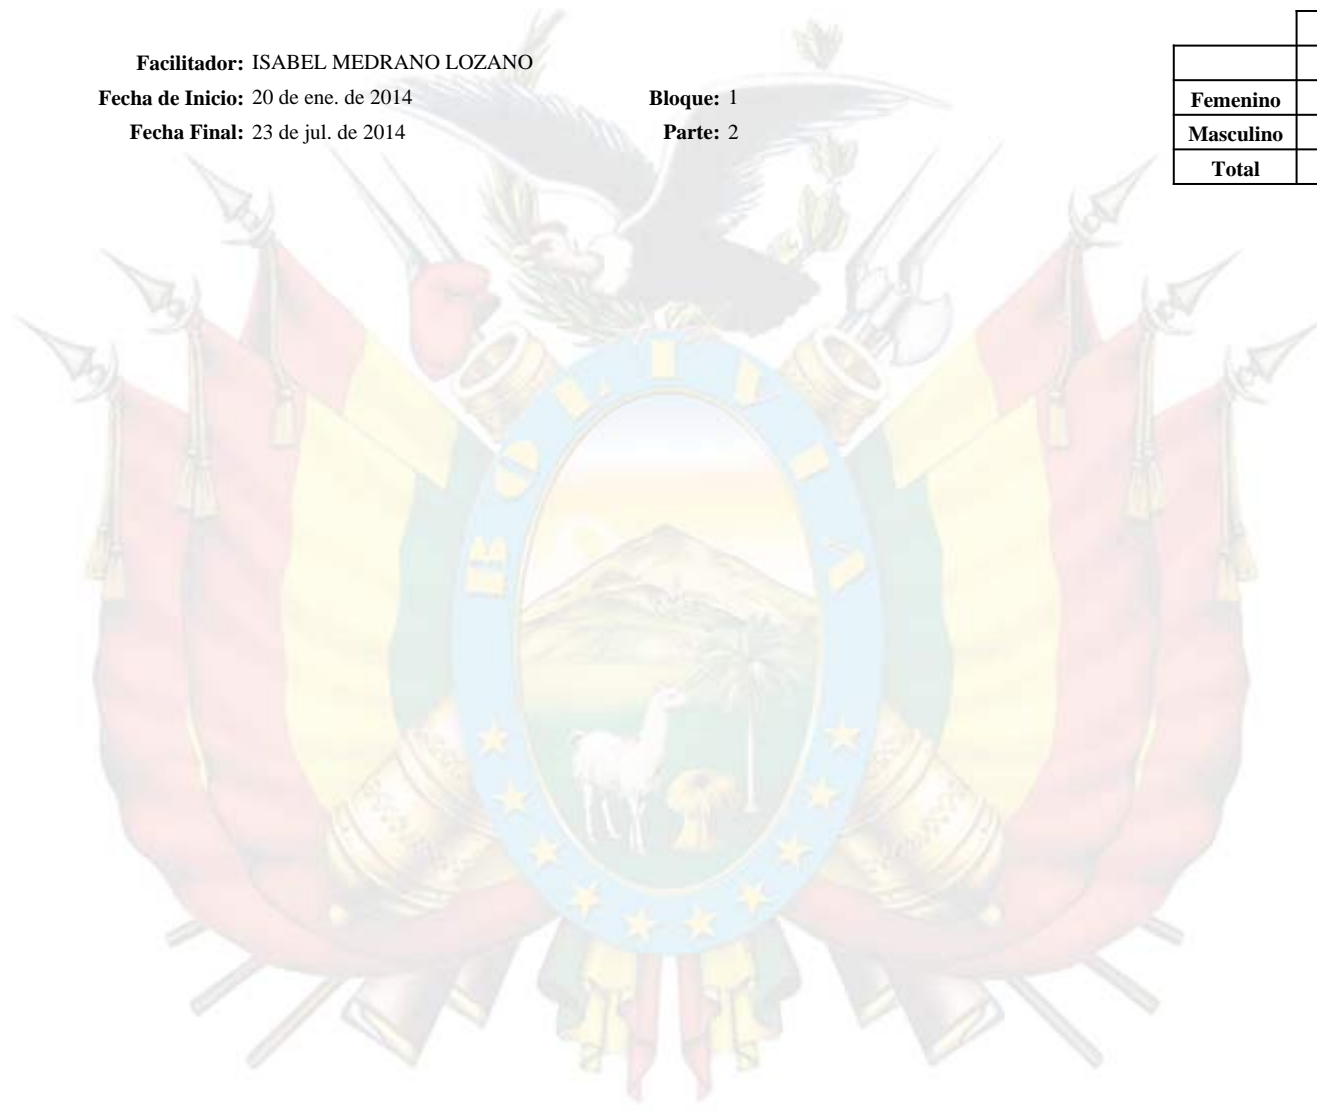 Facilitador: ISABEL MEDRANO LOZANO
Fecha de Inicio: 20 de ene. de 2014 Bloque: 1
Fecha Final: 23 de jul. de 2014 Parte: 2
Femenino
Masculino
Total
BOLIVIA